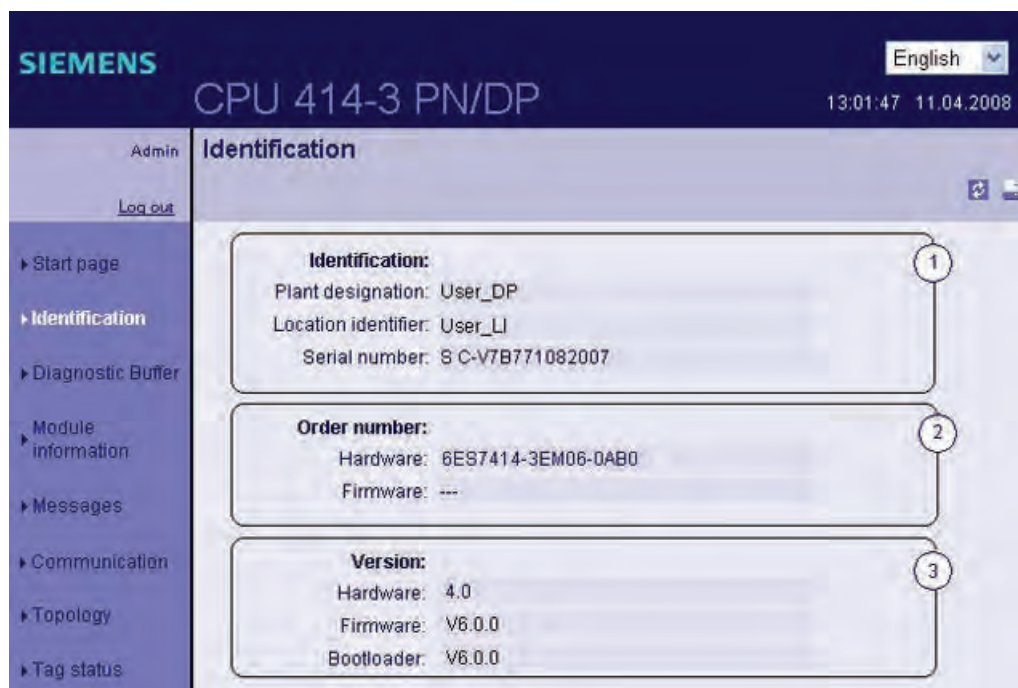 SIEMENS
English
CPU 414-3 PN/DP
13:01:47 11.04.2008
Admin
Identification
Log out
Start page
Identification
Diagnostic Buffer
Module
information
Messages
Communication
Topology
Tag status
Identification:
1
Plant designation: User_DP
Location identifier: User_LI
Serial number: S C-V7B771082007
Order number:
2
Hardware: 6ES7414-3EM06-0AB0
Firmware: ---
Version:
3
Hardware: 4.0
Firmware: V6.0.0
Bootloader: V6.0.0